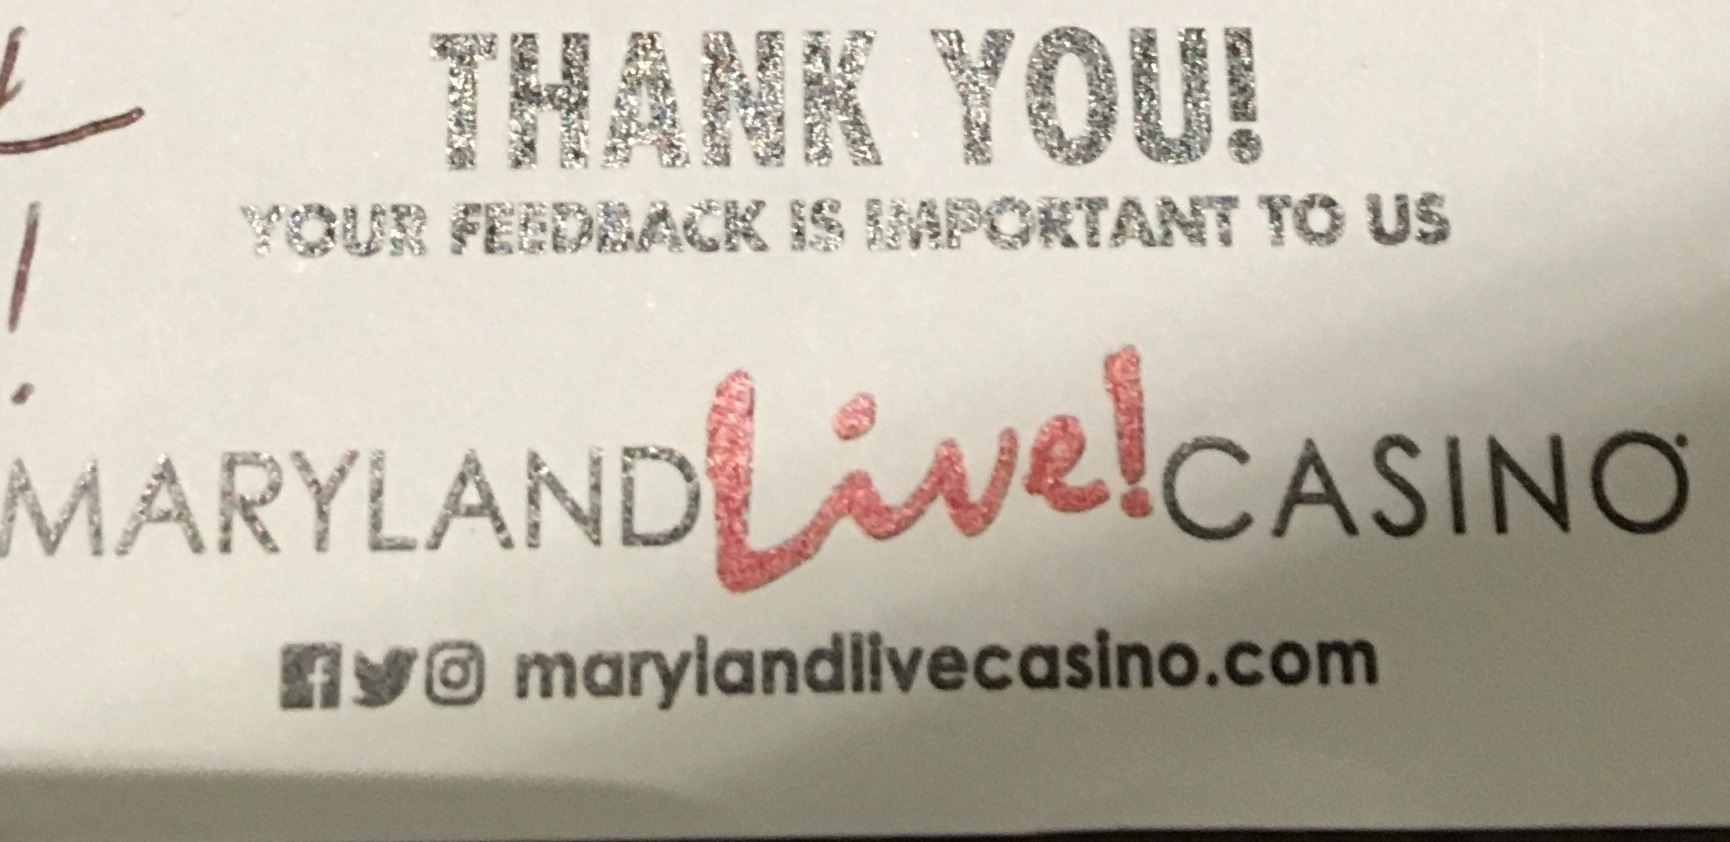 THANK YOU!
YOUR FEEDBACK IS IMPORTANT TO US
MARYLAND Live! CASINO
marylandlivecasino.com